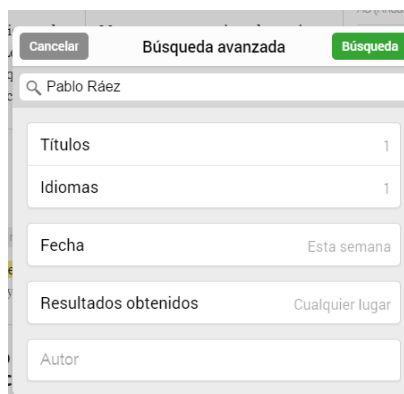 Cancelar Búsqueda avanzada Búsqueda
Pablo Ráez
Títulos 1
Idiomas 1
Fecha Esta semana
Resultados obtenidos Cualquier lugar
Autor